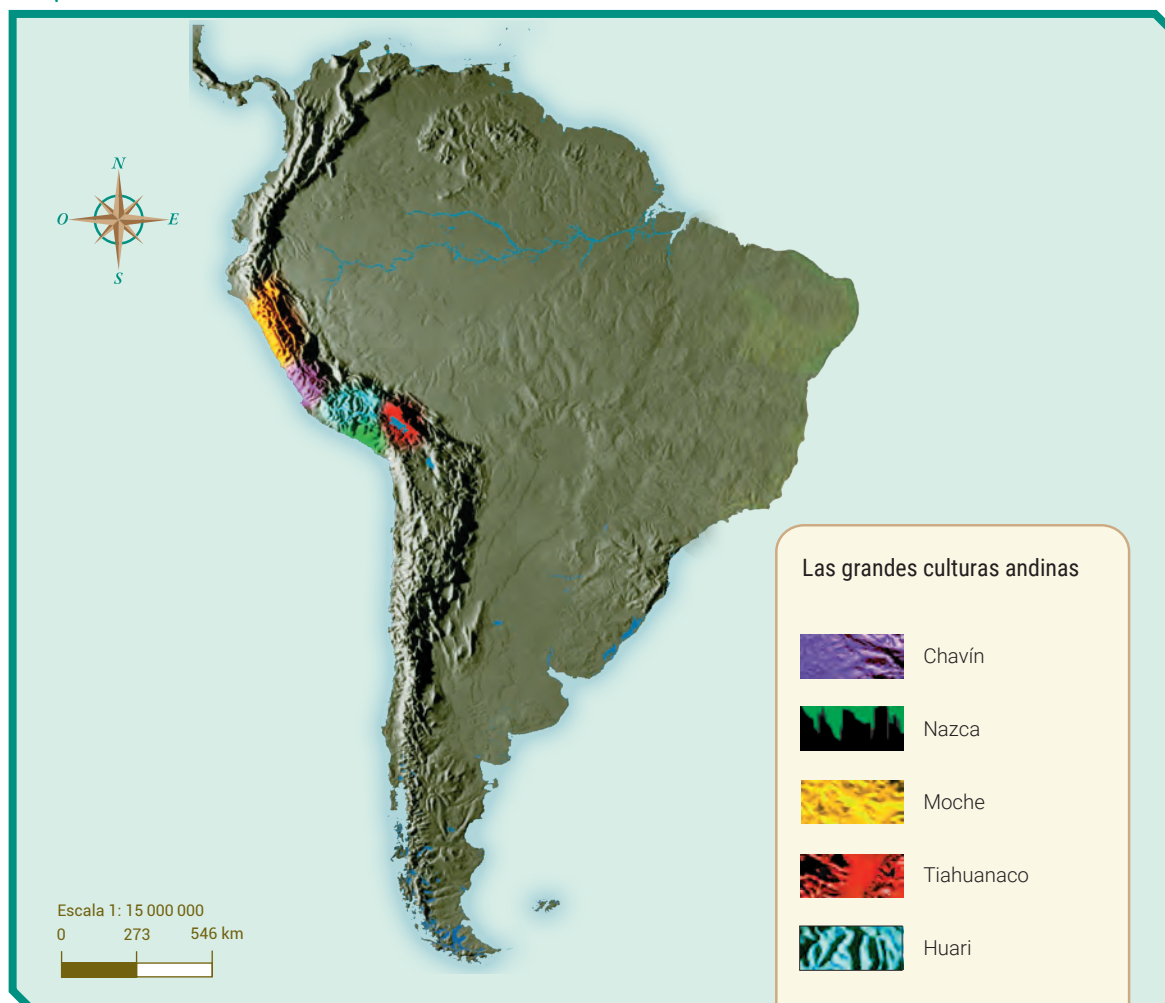 N
O E
S
Las grandes culturas andinas
Chavín
Nazca
Moche
Tiahuanaco
Huari
Escala 1: 15 000 000
0 273 546 km